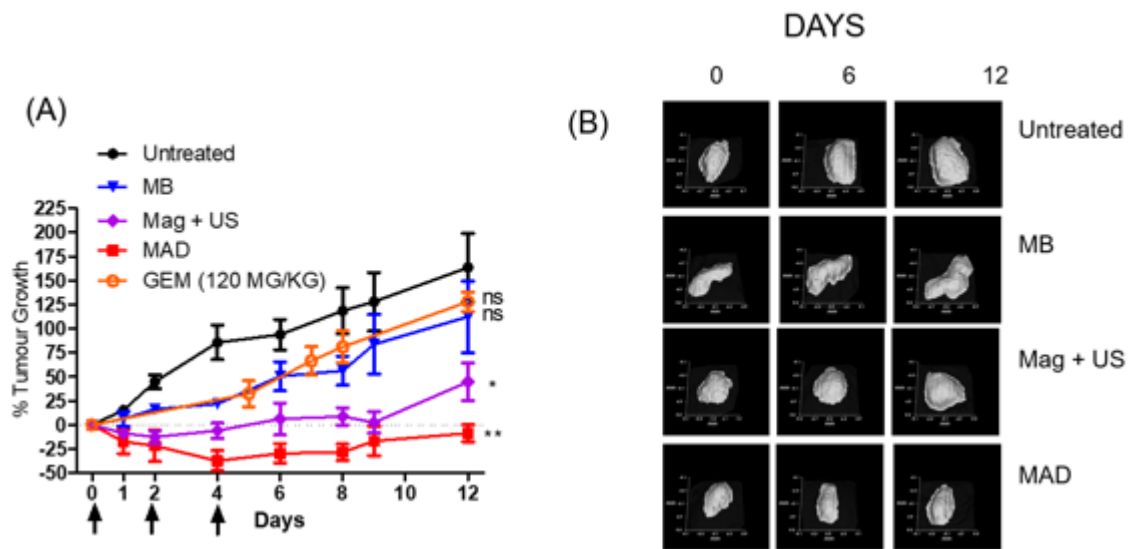 (A)
Untreated
MB
Mag + US
MAD
GEM (120 MG/KG)
% Tumour Growth
225
200
175
150
125
100
75
50
25
0
-25
-50
ns
ns
*
**
0 1 2 4 6 8 10 12
Days
DAYS
0 6 12
(B)
Untreated
MB
Mag + US
MAD